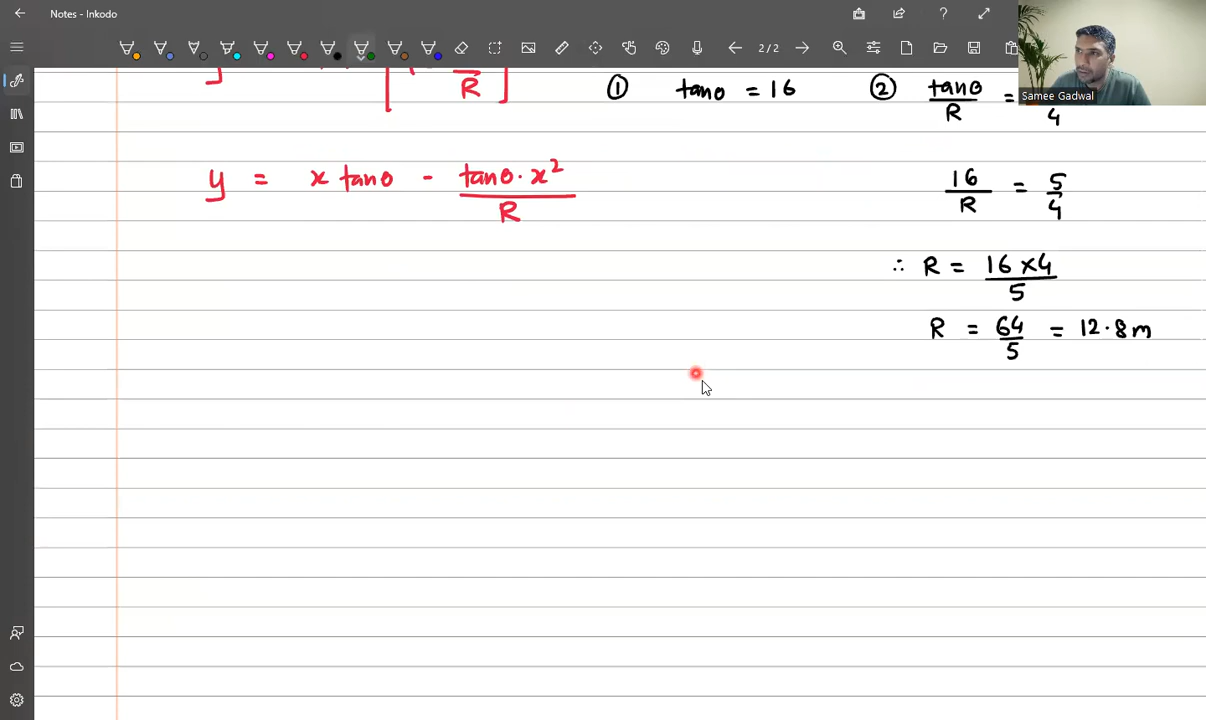 Notes - Inkodo
2/2
Samee Gadwal
R
① tanθ = 16
② tanθ/R = /4
y = x tanθ - tanθ·x²/R
16/R = 5/4
∴ R = 16×4/5
R = 64/5 = 12.8m